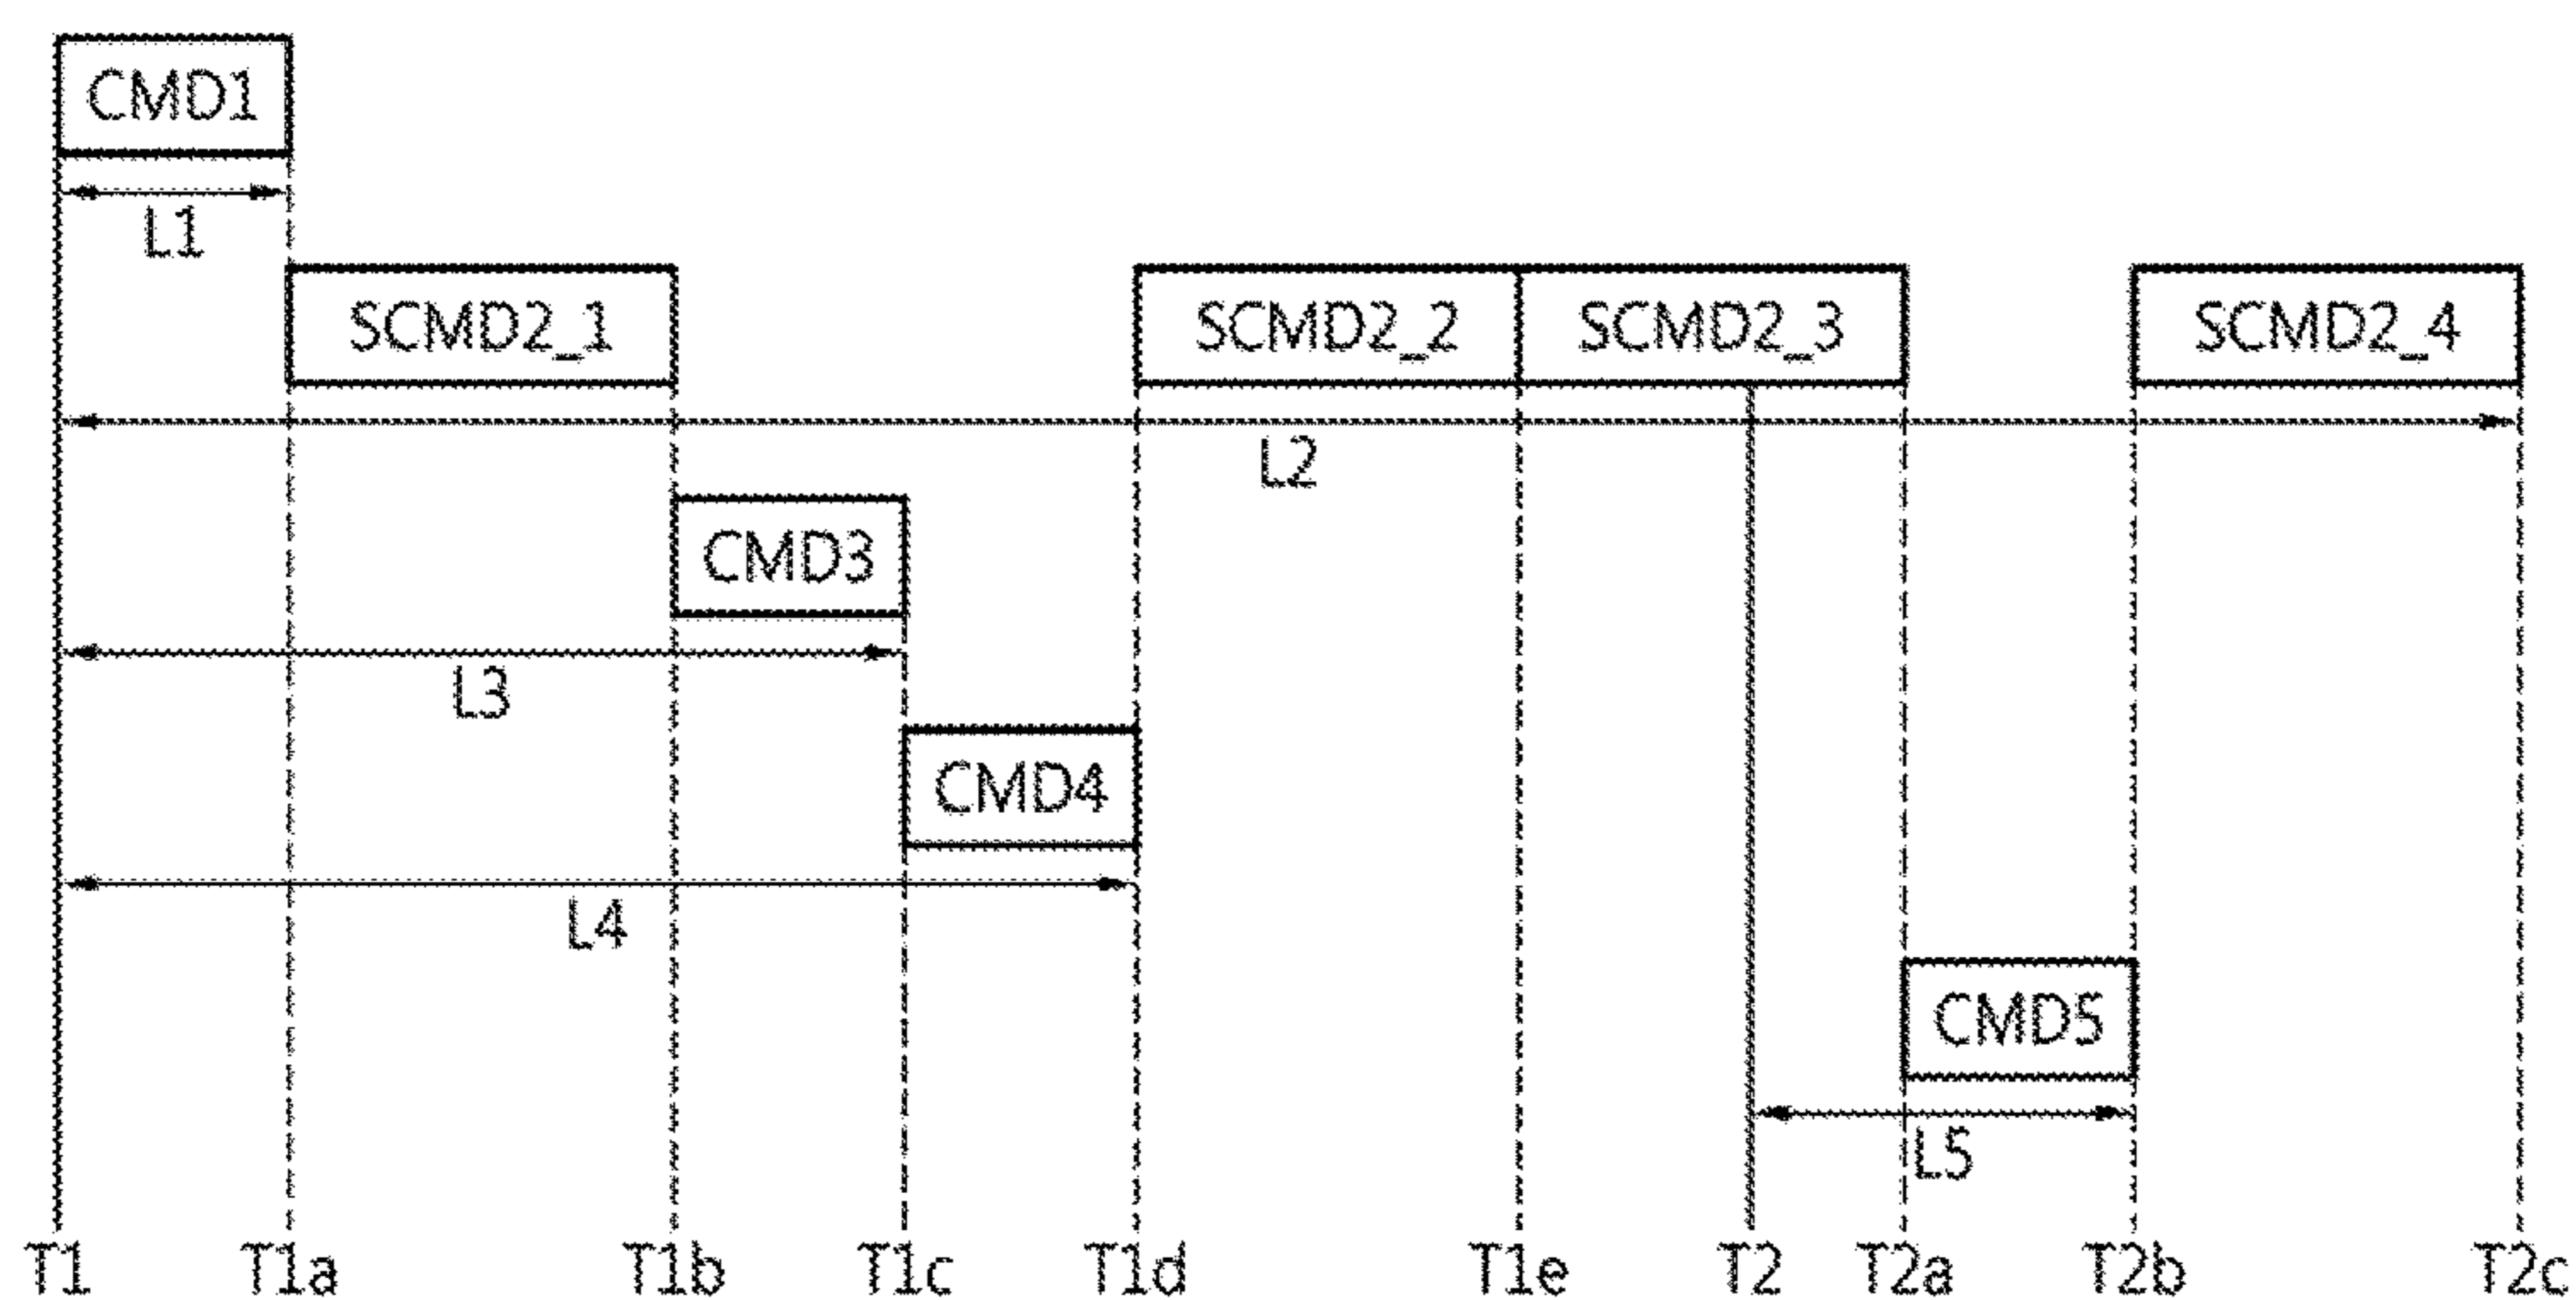 CMD1
L1
SCMD2_1 SCMD2_2 SCMD2_3 SCMD2_4
L2
CMD3
L3
CMD4
L4
CMD5
L5
T1 T1a T1b T1c T1d T1e T2 T2a T2b T2c